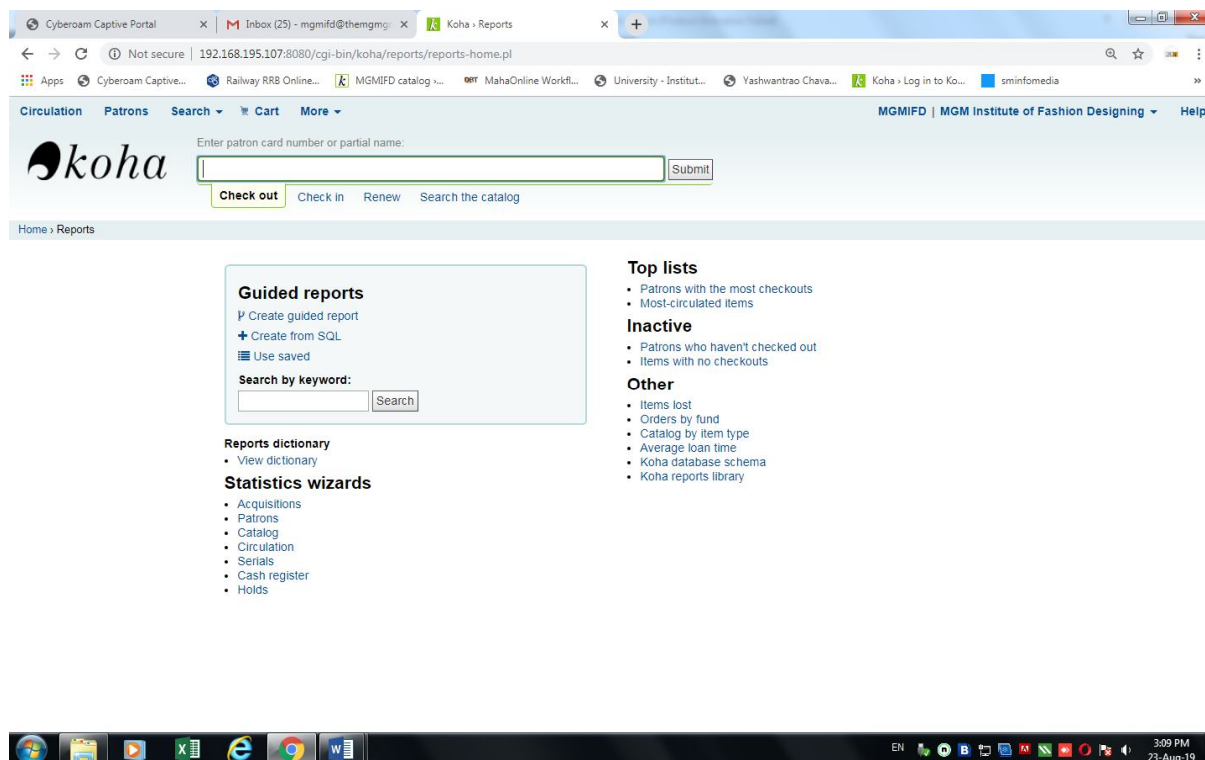 Cyberoam Captive Portal
Inbox (25) - mgmifd@themgmg
Koha › Reports
Not secure | 192.168.195.107:8080/cgi-bin/koha/reports/reports-home.pl
Apps Cyberoam Captive... Railway RRB Online... MGMIFD catalog ›... MahaOnline Workfl... University - Institut... Yashwantrao Chava... Koha › Log in to Ko... sminfomedia »
Circulation Patrons Search Cart More MGMIFD | MGM Institute of Fashion Designing Help
koha
Enter patron card number or partial name:
Submit
Check out Check in Renew Search the catalog
Home › Reports
Guided reports
Create guided report
Create from SQL
Use saved
Search by keyword:
Search
Reports dictionary
View dictionary
Statistics wizards
Acquisitions
Patrons
Catalog
Circulation
Serials
Cash register
Holds
Top lists
Patrons with the most checkouts
Most-circulated items
Inactive
Patrons who haven't checked out
Items with no checkouts
Other
Items lost
Orders by fund
Catalog by item type
Average loan time
Koha database schema
Koha reports library
EN
3:09 PM
23-Aug-19